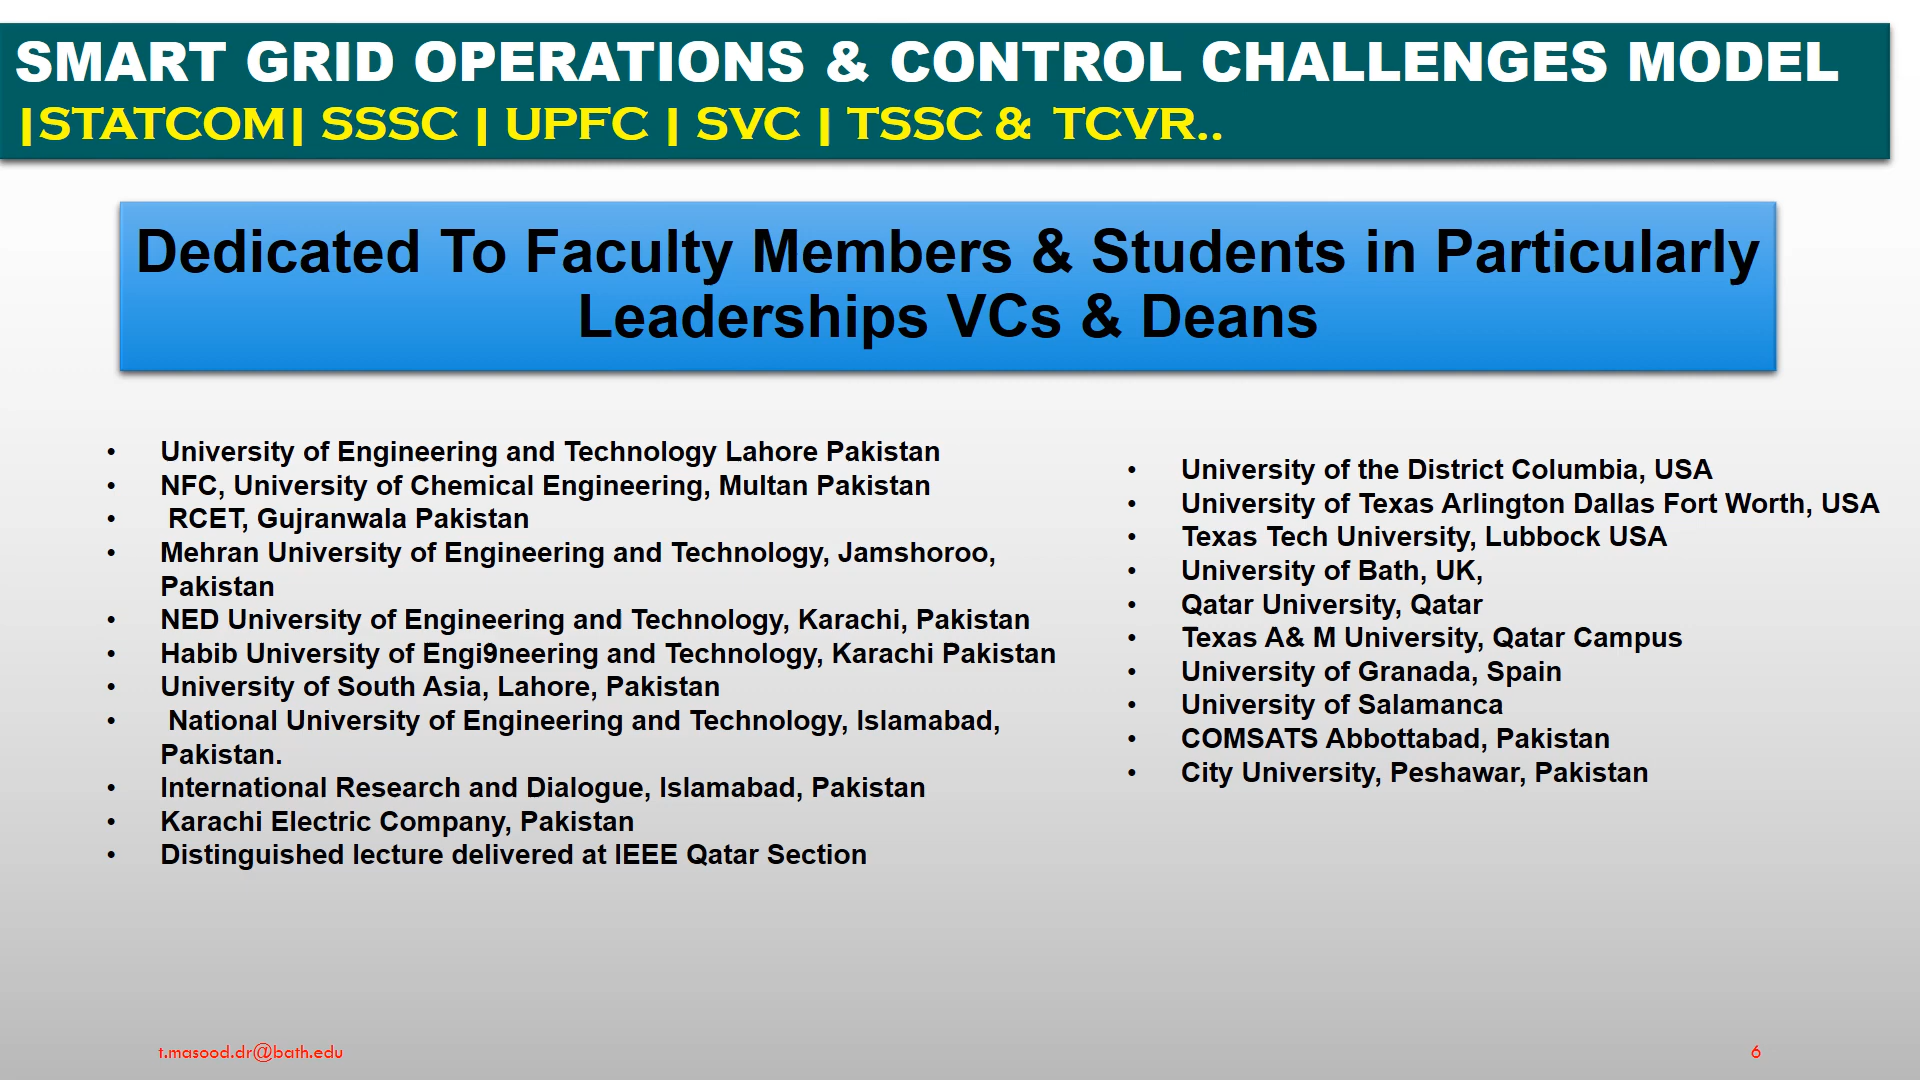 SMART GRID OPERATIONS & CONTROL CHALLENGES MODEL
|STATCOM| SSSC | UPFC | SVC | TSSC & TCVR..
Dedicated To Faculty Members & Students in Particularly
Leaderships VCs & Deans
• University of Engineering and Technology Lahore Pakistan
• NFC, University of Chemical Engineering, Multan Pakistan
• RCET, Gujranwala Pakistan
• Mehran University of Engineering and Technology, Jamshoroo,
Pakistan
• NED University of Engineering and Technology, Karachi, Pakistan
• Habib University of Engi9neering and Technology, Karachi Pakistan
• University of South Asia, Lahore, Pakistan
• National University of Engineering and Technology, Islamabad,
Pakistan.
• International Research and Dialogue, Islamabad, Pakistan
• Karachi Electric Company, Pakistan
• Distinguished lecture delivered at IEEE Qatar Section
• University of the District Columbia, USA
• University of Texas Arlington Dallas Fort Worth, USA
• Texas Tech University, Lubbock USA
• University of Bath, UK,
• Qatar University, Qatar
• Texas A& M University, Qatar Campus
• University of Granada, Spain
• University of Salamanca
• COMSATS Abbottabad, Pakistan
• City University, Peshawar, Pakistan
t.masood.dr@bath.edu
6